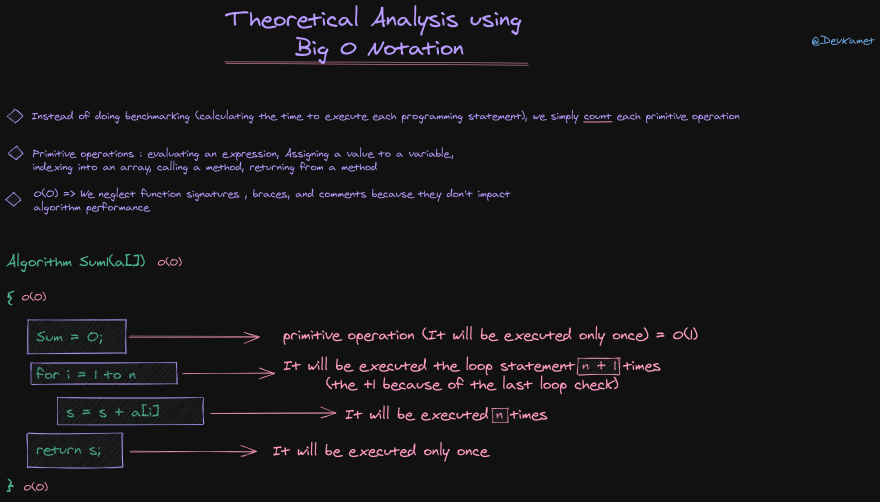 Theoretical Analysis using
Big O Notation
@Devkamet
Instead of doing benchmarking (calculating the time to execute each programming statement), we simply count each primitive operation
Primitive operations : evaluating an expression, Assigning a value to a variable,
indexing into an array, calling a method, returning from a method
O(0) => We neglect function signatures , braces, and comments because they don't impact
algorithm performance
Algorithm Sum1(a[]) O(0)
{ O(0)
Sum = 0; primitive operation (It will be executed only once) = O(1)
for i = 1 to n It will be executed the loop statement n + 1 times
(the +1 because of the last loop check)
s = s + a[i] It will be executed n times
return s; It will be executed only once
} O(0)